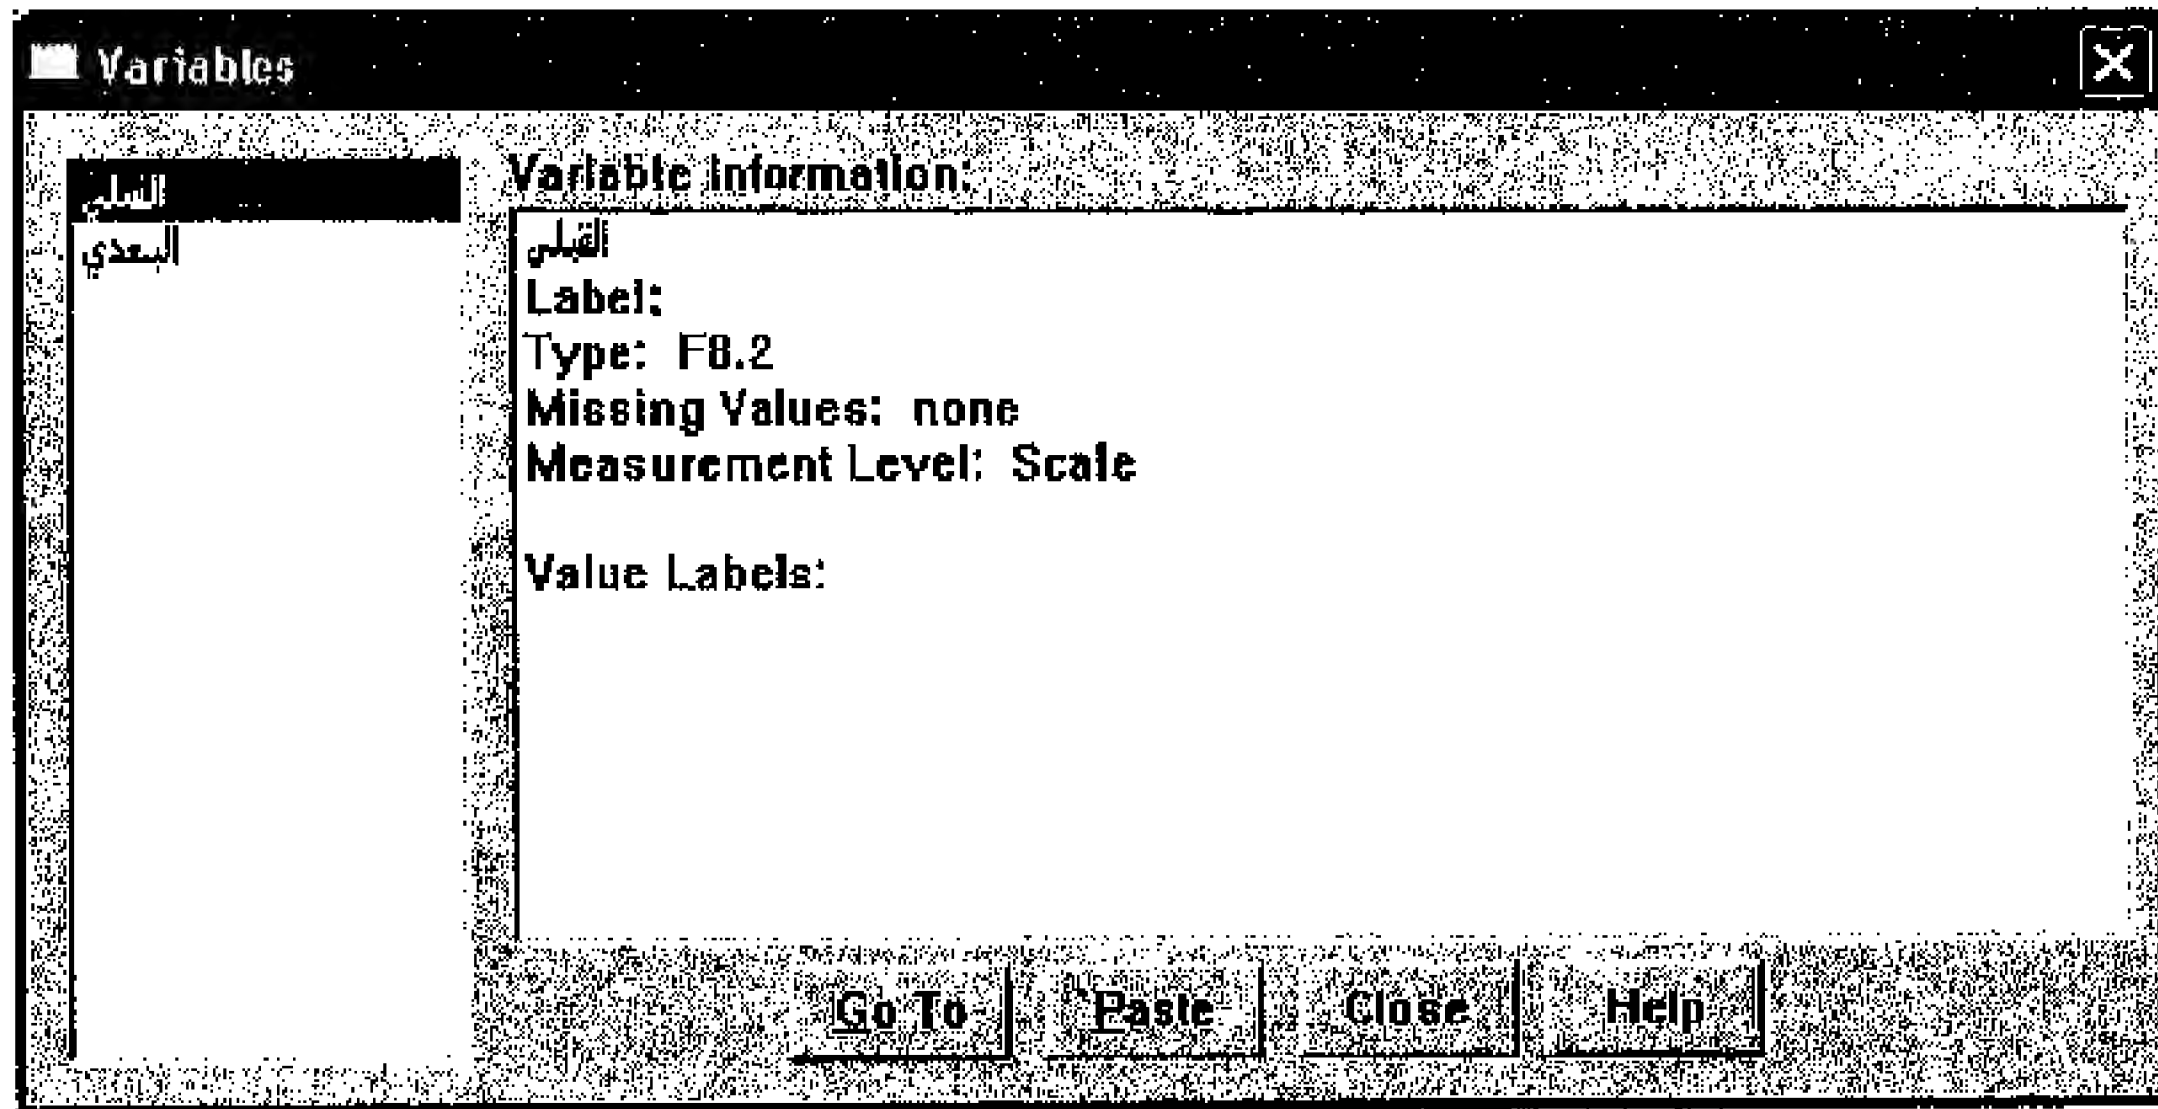 Variables
القبلي
البعدي
Variable Information:
القبلي
Label:
Type: F8.2
Missing Values: none
Measurement Level: Scale
Value Labels:
Go To Paste Close Help